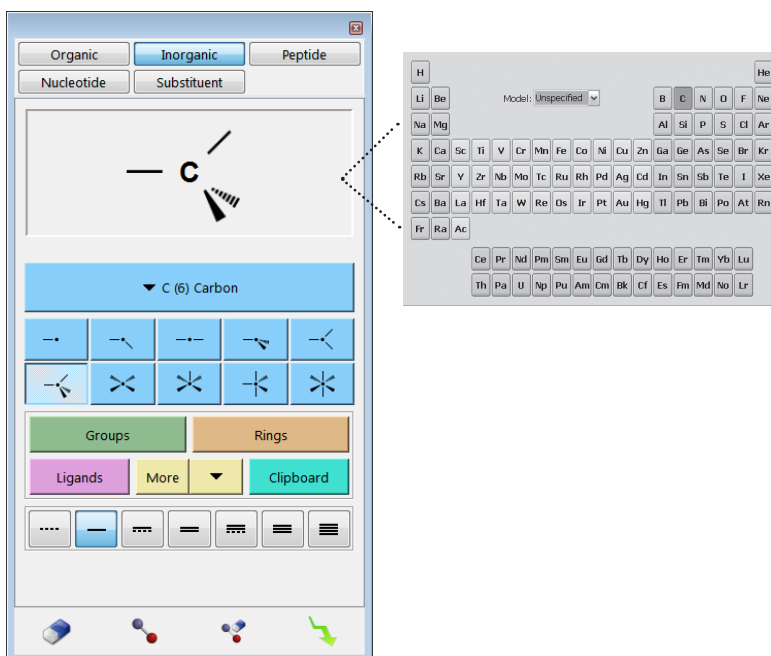 Organic Inorganic Peptide
Nucleotide Substituent
C
C (6) Carbon
Groups Rings
Ligands More Clipboard
H He
Li Be Model: Unspecified B C N O F Ne
Na Mg Al Si P S Cl Ar
K Ca Sc Ti V Cr Mn Fe Co Ni Cu Zn Ga Ge As Se Br Kr
Rb Sr Y Zr Nb Mo Tc Ru Rh Pd Ag Cd In Sn Sb Te I Xe
Cs Ba La Hf Ta W Re Os Ir Pt Au Hg Tl Pb Bi Po At Rn
Fr Ra Ac
Ce Pr Nd Pm Sm Eu Gd Tb Dy Ho Er Tm Yb Lu
Th Pa U Np Pu Am Cm Bk Cf Es Fm Md No Lr